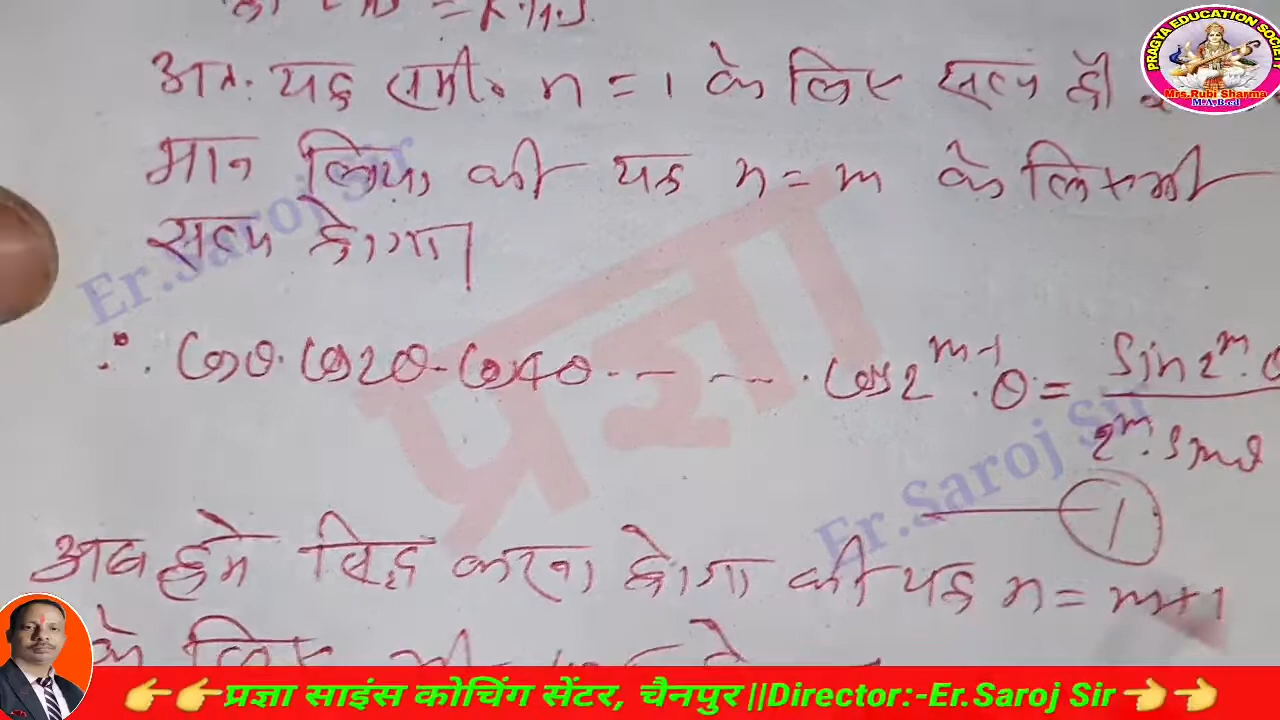 अतः यह समी० n = 1 के लिए सत्य है
मान लिया की यह n = m के लिए भी
सत्य होगा।
∴ Cosθ. Cos2θ. Cos4θ - - - - . Cos2^(m-1).θ = Sin2^m.θ / 2^m.Sinθ
1
अब हमे सिद्ध करना होगा की यह n = m+1
के लिए भी
PRAGYA EDUCATION SOCIETY
Mrs.Rubi Sharma
M.A,B.ed
Er.Saroj Sir
प्रज्ञा
Er.Saroj Sir
👉👉प्रज्ञा साइंस कोचिंग सेंटर, चैनपुर||Director:-Er.Saroj Sir👈👈